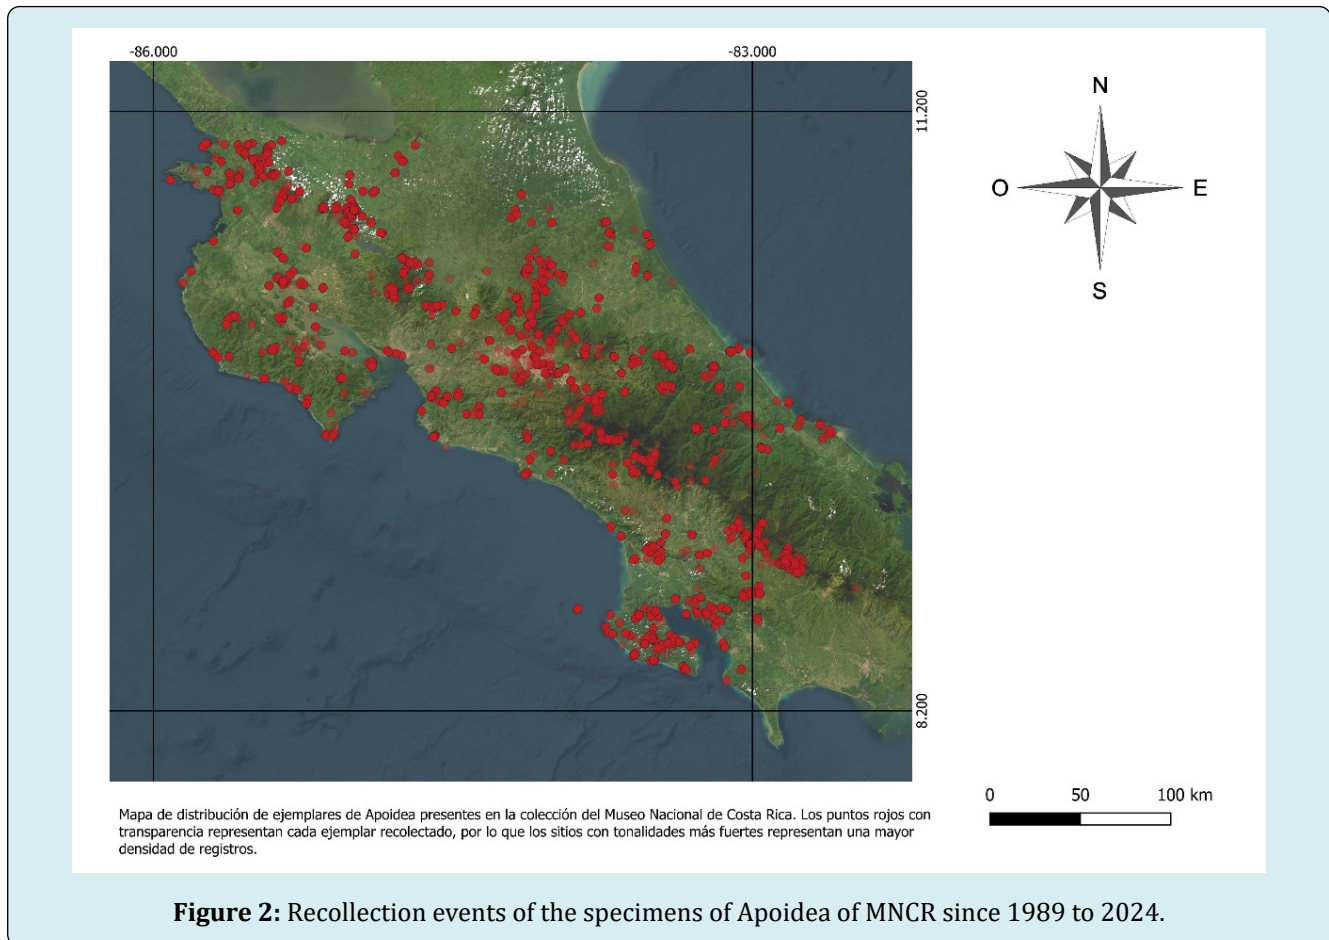 -86.000
-83.000
11.200
N
O
E
S
8.200
0 50 100 km
Mapa de distribución de ejemplares de Apoidea presentes en la colección del Museo Nacional de Costa Rica. Los puntos rojos con
transparencia representan cada ejemplar recolectado, por lo que los sitios con tonalidades más fuertes representan una mayor
densidad de registros.
Figure 2: Recollection events of the specimens of Apoidea of MNCR since 1989 to 2024.